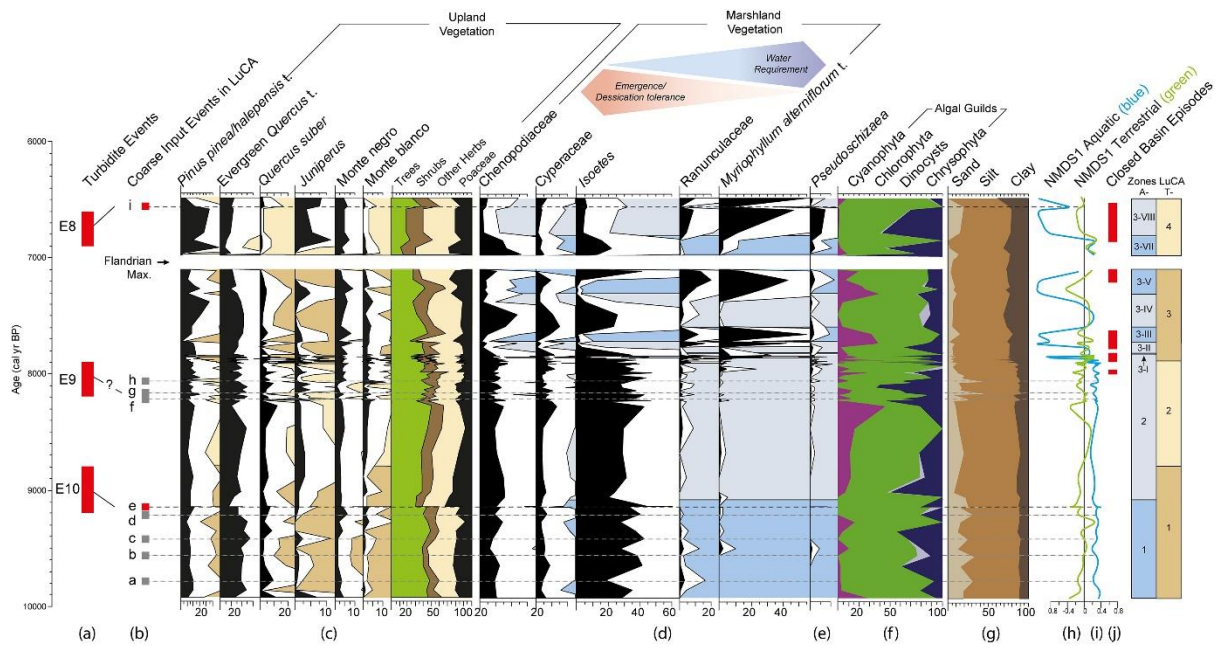 Upland
Vegetation
Marshland
Vegetation
Water
Requirement
Emergence/
Dessication tolerance
Algal Guilds
Turbidite Events
Coarse Input Events in LuCA
Pinus pinea/halepensis t.
Evergreen Quercus t.
Quercus suber
Juniperus
Monte negro
Monte blanco
Trees
Shrubs
Other Herbs
Poaceae
Chenopodiaceae
Cyperaceae
Isoetes
Ranunculaceae
Myriophyllum alterniflorum t.
Pseudoschizaea
Cyanophyta
Chlorophyta
Dinocysts
Chrysophyta
Sand
Silt
Clay
NMDS1 Aquatic (blue)
NMDS1 Terrestrial (green)
Closed Basin Episodes
Zones LuCA
A- T-
Age (cal yr BP)
6000
7000
8000
9000
10000
E8
Flandrian
Max.
E9
?
E10
i
h
g
f
e
d
c
b
a
3-VIII
3-VII
3-V
3-IV
3-III
3-II
3-I
2
1
4
3
2
1
20 20 20 10 10 10 20 50 100 20 20 20 40 60 20 20 40 10 50 100 50 100 0.8 -0.4 0.4 0.8
(a) (b) (c) (d) (e) (f) (g) (h) (i) (j)